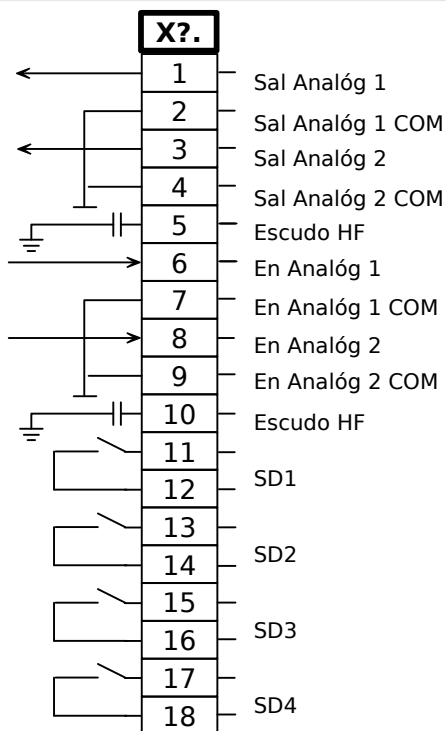 X?.
1 Sal Analóg 1
2 Sal Analóg 1 COM
3 Sal Analóg 2
4 Sal Analóg 2 COM
5 Escudo HF
6 En Analóg 1
7 En Analóg 1 COM
8 En Analóg 2
9 En Analóg 2 COM
10 Escudo HF
11
SD1
12
13
SD2
14
15
SD3
16
17
SD4
18